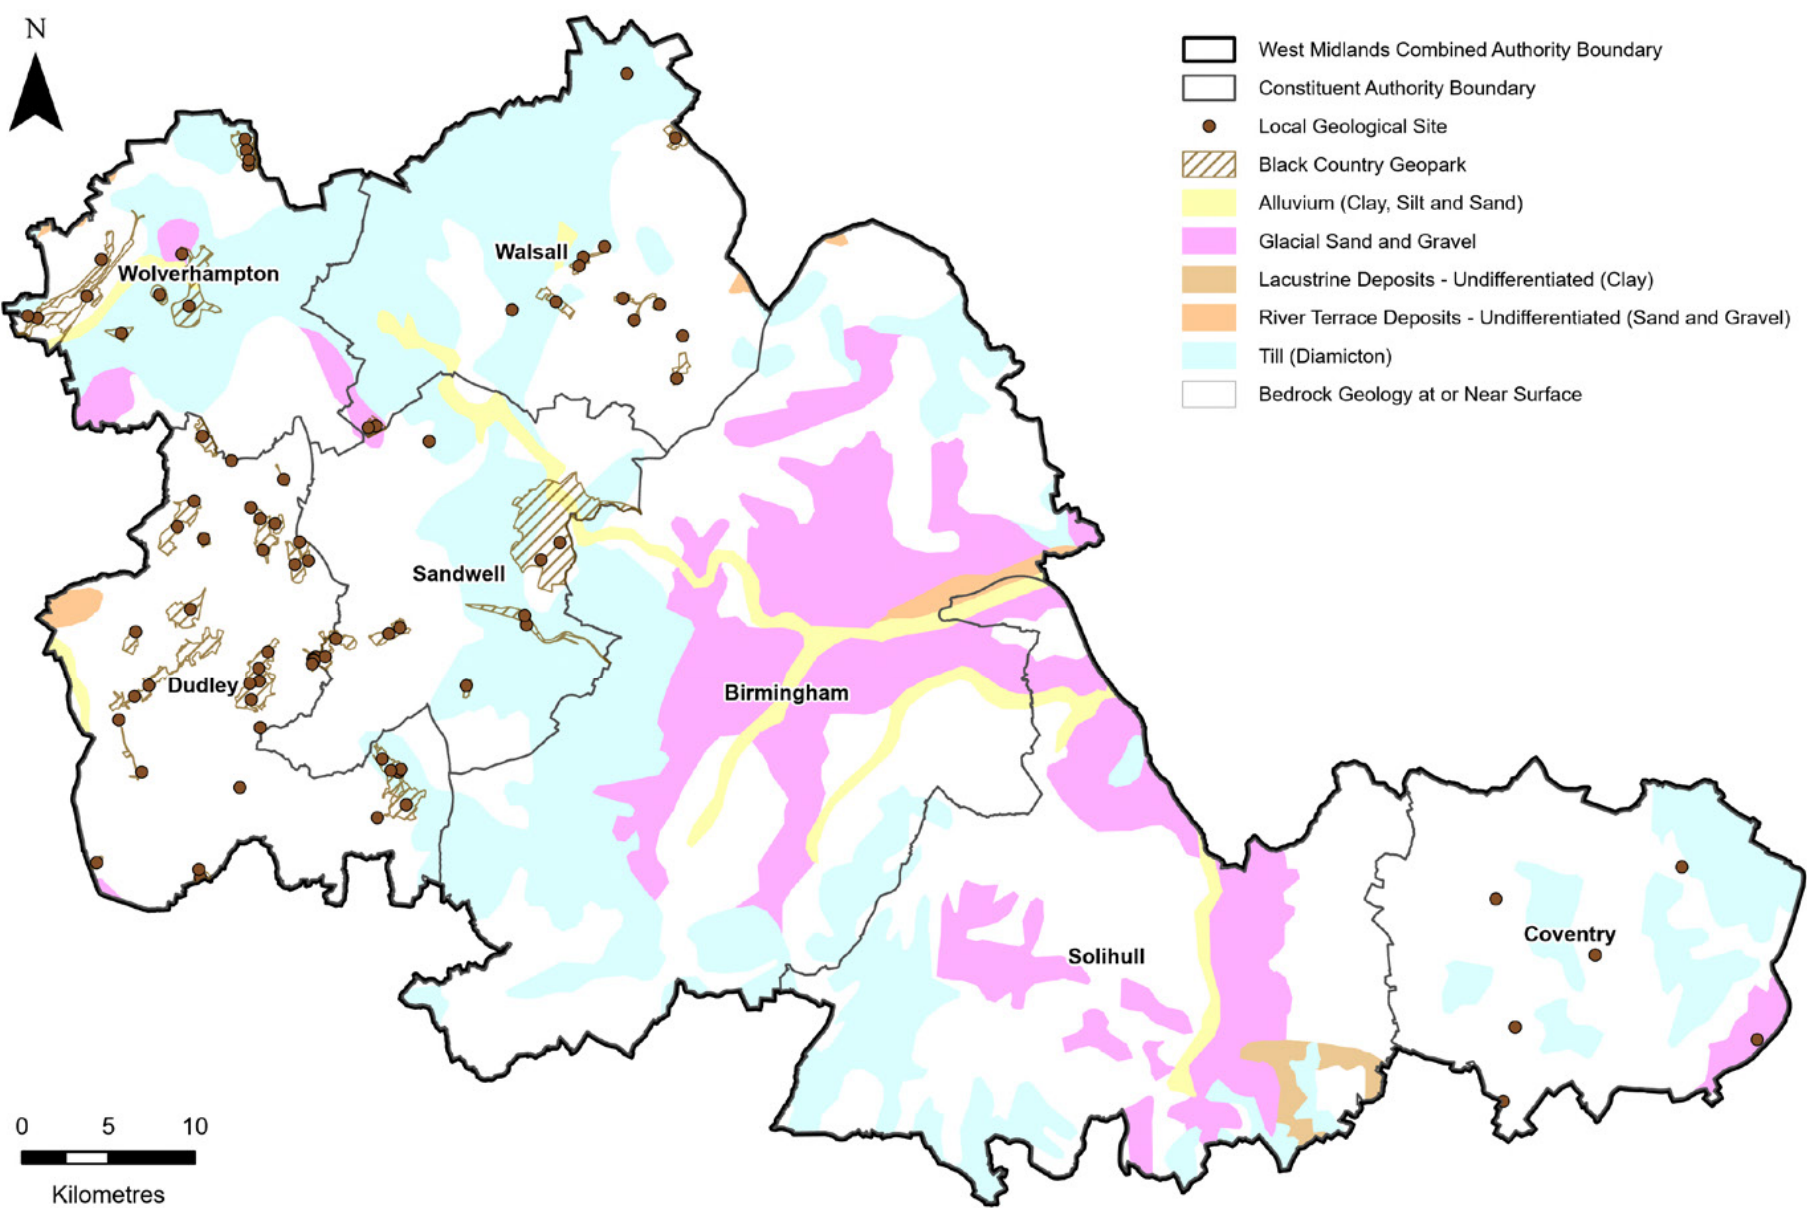 N
West Midlands Combined Authority Boundary
Constituent Authority Boundary
Local Geological Site
Black Country Geopark
Alluvium (Clay, Silt and Sand)
Glacial Sand and Gravel
Lacustrine Deposits - Undifferentiated (Clay)
River Terrace Deposits - Undifferentiated (Sand and Gravel)
Till (Diamicton)
Bedrock Geology at or Near Surface
Walsall
Wolverhampton
Sandwell
Dudley
Birmingham
Coventry
Solihull
0 5 10
Kilometres